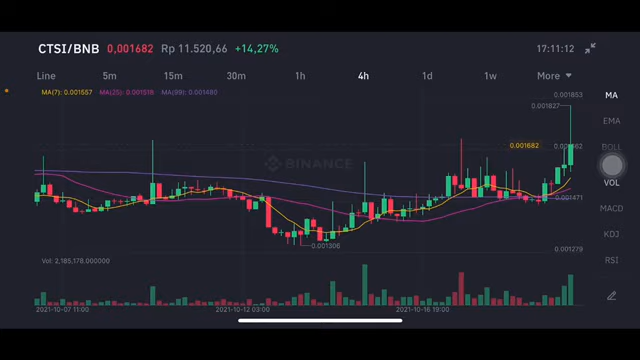 CTSI/BNB 0,001682 Rp 11.520,66 +14,27% 17:11:12
Line 5m 15m 30m 1h 4h 1d 1w More
MA(7): 0.001557 MA(25): 0.001518 MA(99): 0.001480
0.001853
MA
0.001827
EMA
0.001682
0.001662
BOLL
BINANCE
VOL
0.001471
MACD
KDJ
0.001306
0.001279
Vol: 2,185,178.000000
RSI
2021-10-07 11:00 2021-10-12 03:00 2021-10-16 19:00